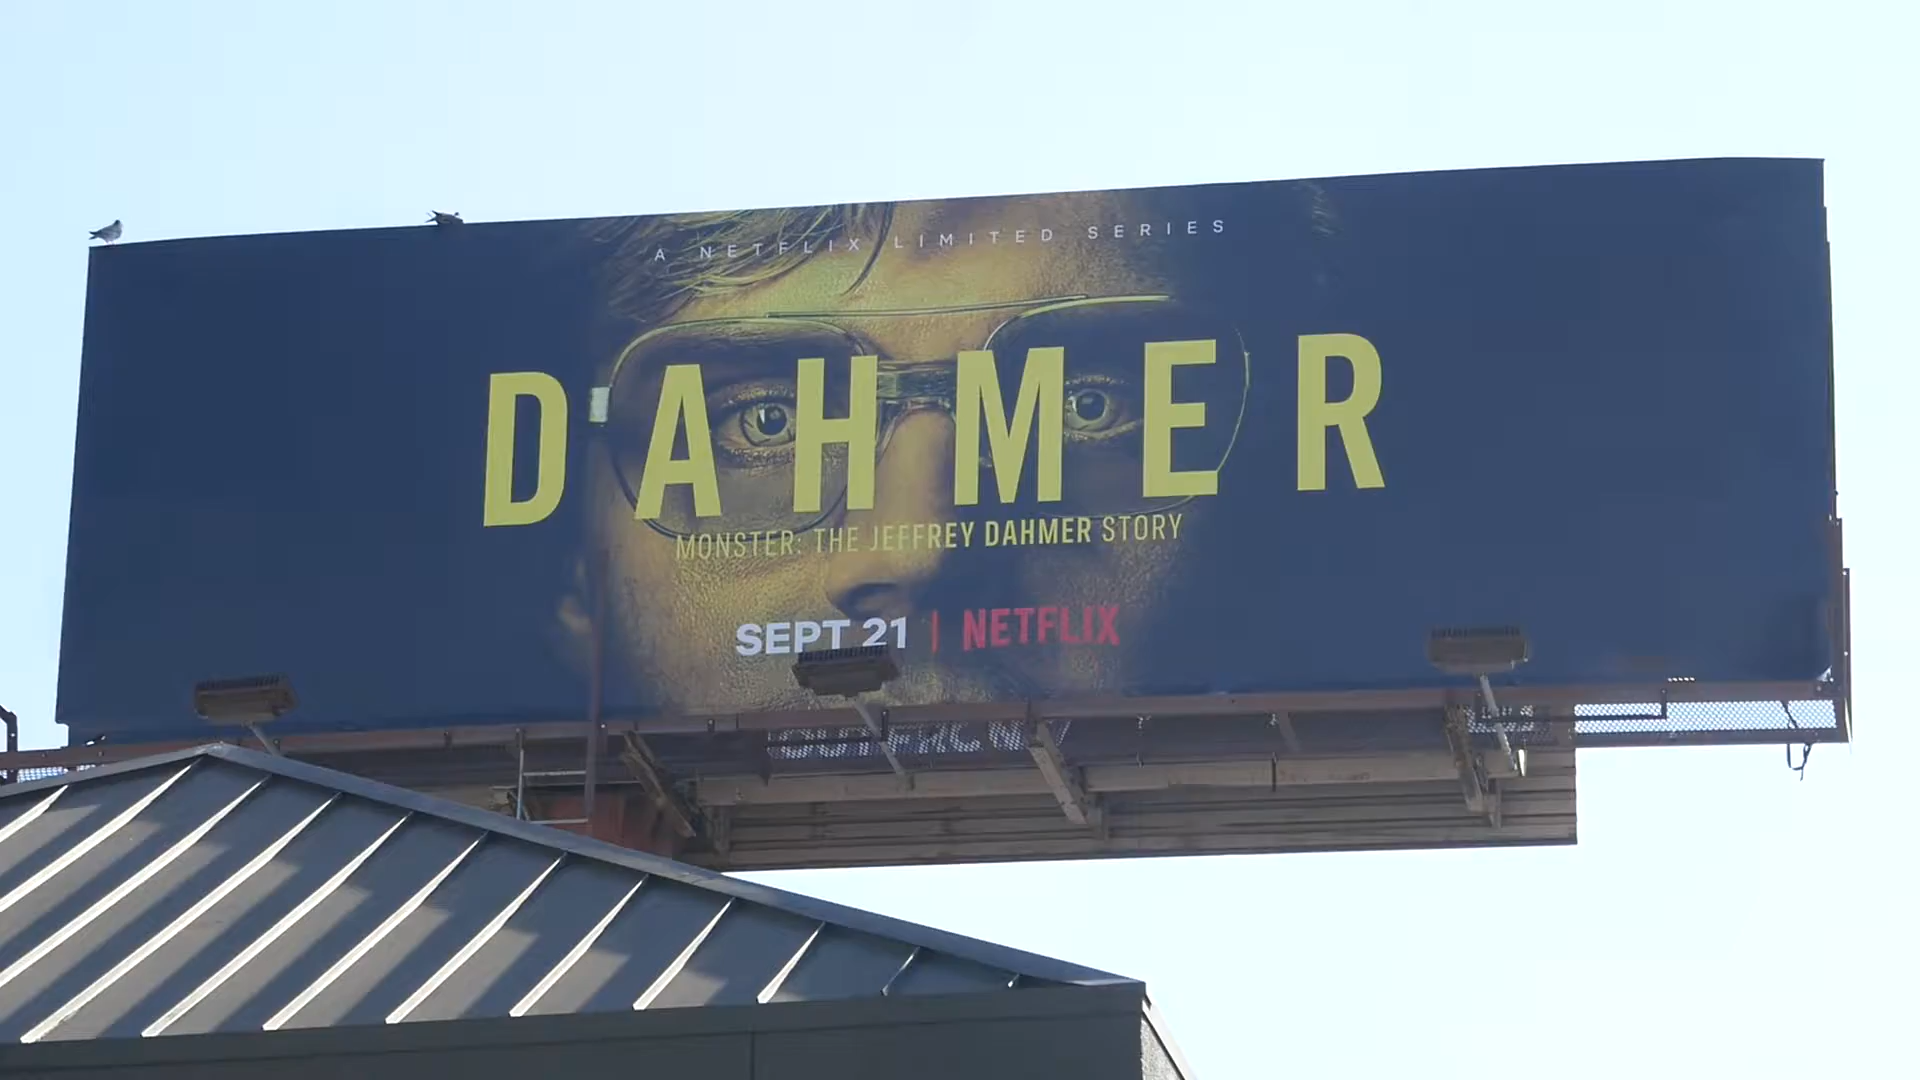 A NETFLIX LIMITED SERIES
DAHMER
MONSTER: THE JEFFREY DAHMER STORY
SEPT 21 | NETFLIX